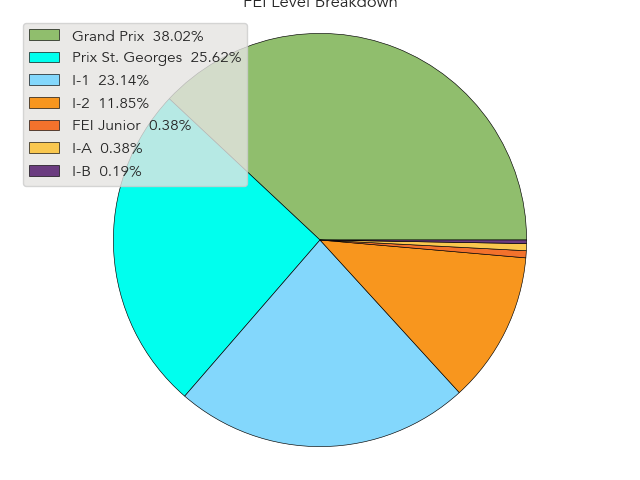 FEI Level Breakdown
Grand Prix 38.02%
Prix St. Georges 25.62%
I-1 23.14%
I-2 11.85%
FEI Junior 0.38%
I-A 0.38%
I-B 0.19%